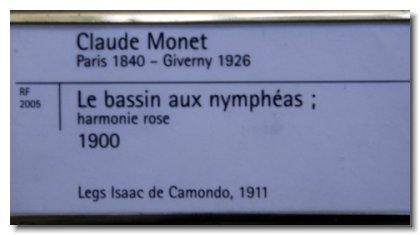 Claude Monet
Paris 1840 – Giverny 1926
RF
2005
Le bassin aux nymphéas ;
harmonie rose
1900
Legs Isaac de Camondo, 1911